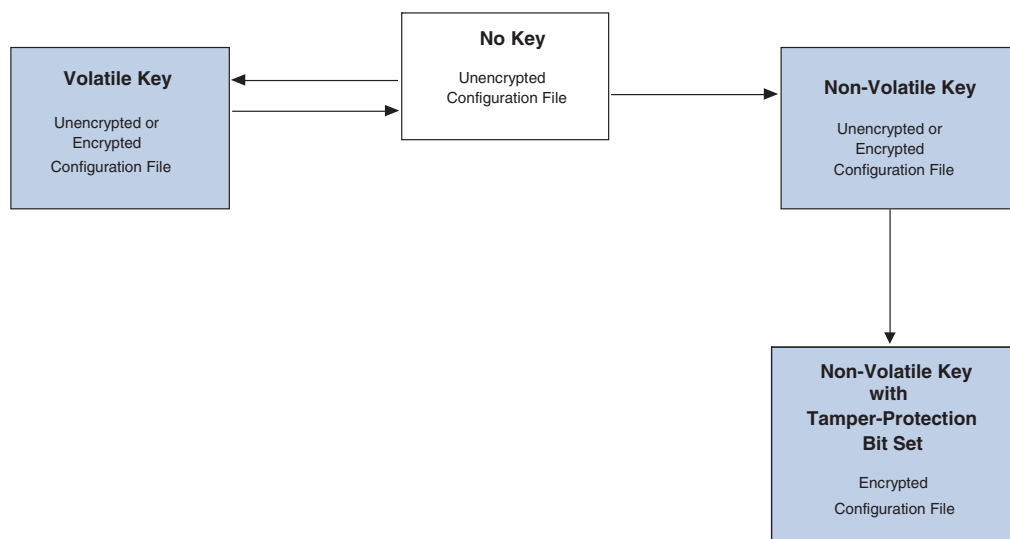 No Key
Unencrypted
Configuration File
Volatile Key
Unencrypted or
Encrypted
Configuration File
Non-Volatile Key
Unencrypted or
Encrypted
Configuration File
Non-Volatile Key
with
Tamper-Protection
Bit Set
Encrypted
Configuration File